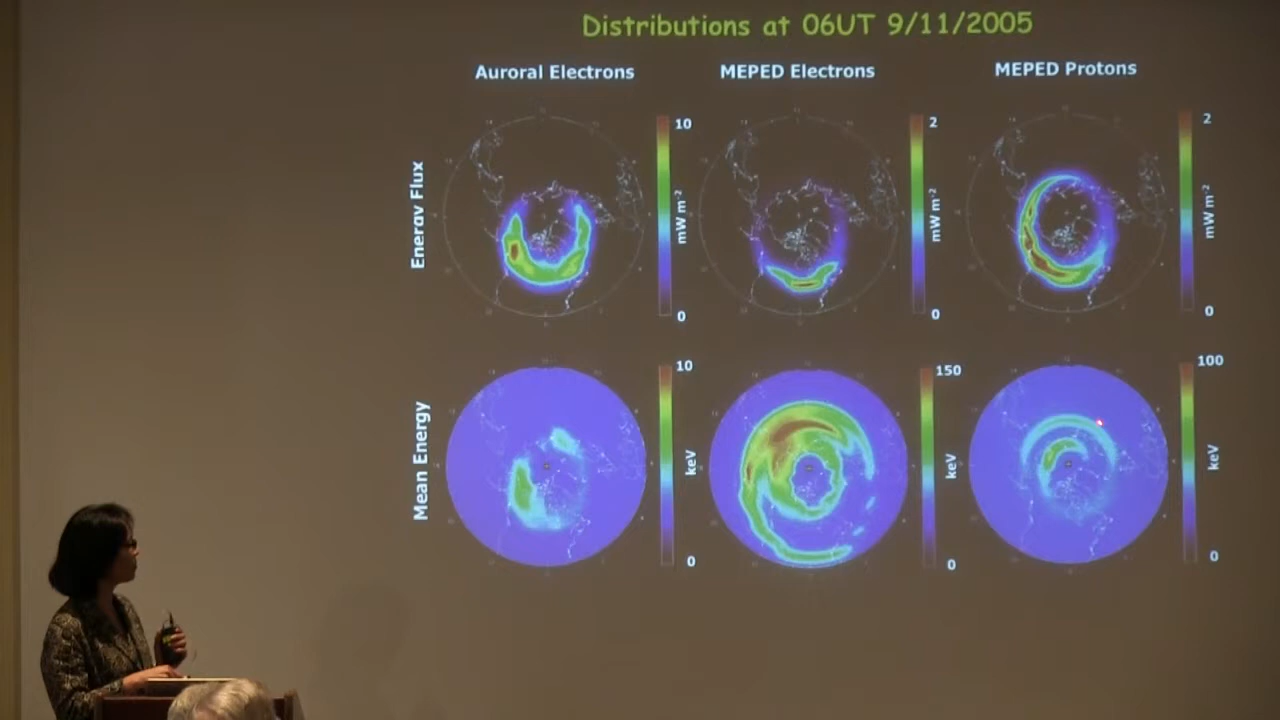 Distributions at 06UT 9/11/2005
Auroral Electrons
MEPED Electrons
MEPED Protons
Energy Flux
10
mW m-2
0
2
mW m-2
0
2
mW m-2
0
Mean Energy
10
keV
0
150
keV
0
100
keV
0